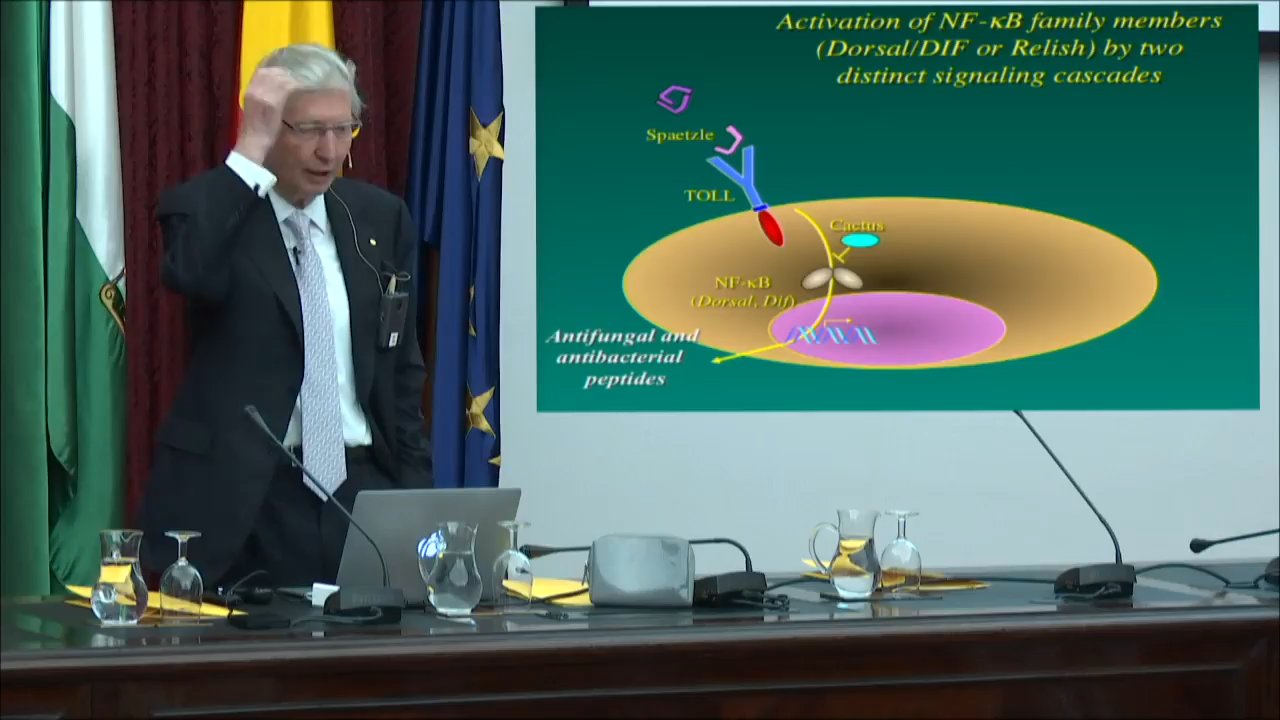 Activation of NF-κB family members
(Dorsal/DIF or Relish) by two
distinct signaling cascades
Spaetzle
TOLL
Cactus
NF-κB
(Dorsal, Dif)
Antifungal and
antibacterial
peptides